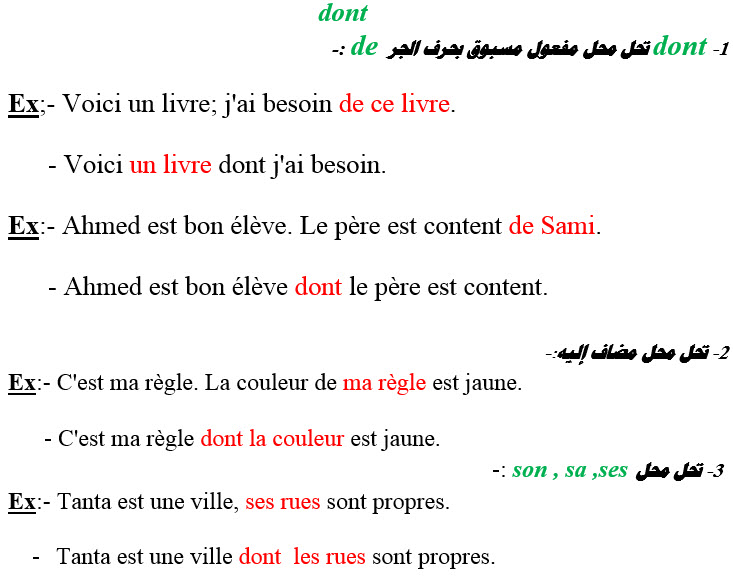 dont
1- dont تحل محل مفعول مسبوق بحرف الجر de :-
Ex;- Voici un livre; j'ai besoin de ce livre.
- Voici un livre dont j'ai besoin.
Ex:- Ahmed est bon élève. Le père est content de Sami.
- Ahmed est bon élève dont le père est content.
2- تحل محل مضاف إليه:-
Ex:- C'est ma règle. La couleur de ma règle est jaune.
- C'est ma règle dont la couleur est jaune.
3- تحل محل son , sa ,ses :-
Ex:- Tanta est une ville, ses rues sont propres.
- Tanta est une ville dont les rues sont propres.